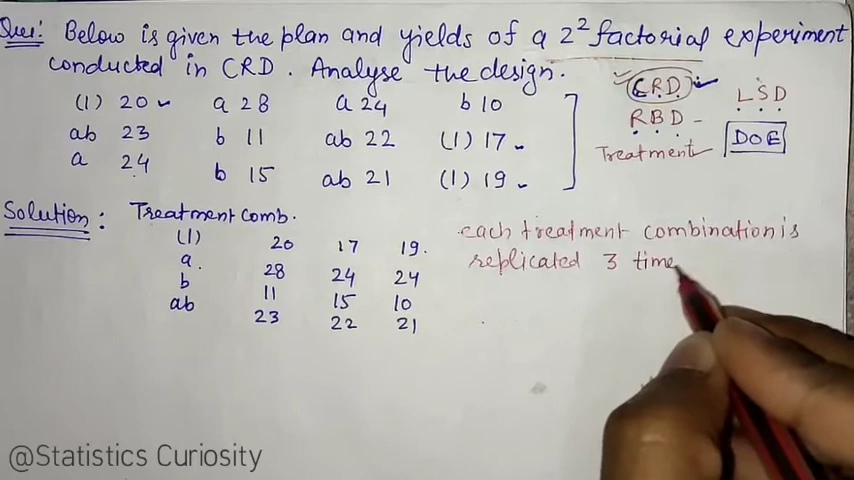 Ques: Below is given the plan and yields of a 2² factorial experiment
conducted in CRD. Analyse the design.
(1) 20 a 28 a 24 b 10
ab 23 b 11 ab 22 (1) 17
a 24 b 15 ab 21 (1) 19
CRD LSD
RBD -
Treatment DOE
Solution: Treatment Comb.
(1) 20 17 19.
a. 28 24 24
b 11 15 10
ab 23 22 21
each treatment combination is
replicated 3 time
@Statistics Curiosity